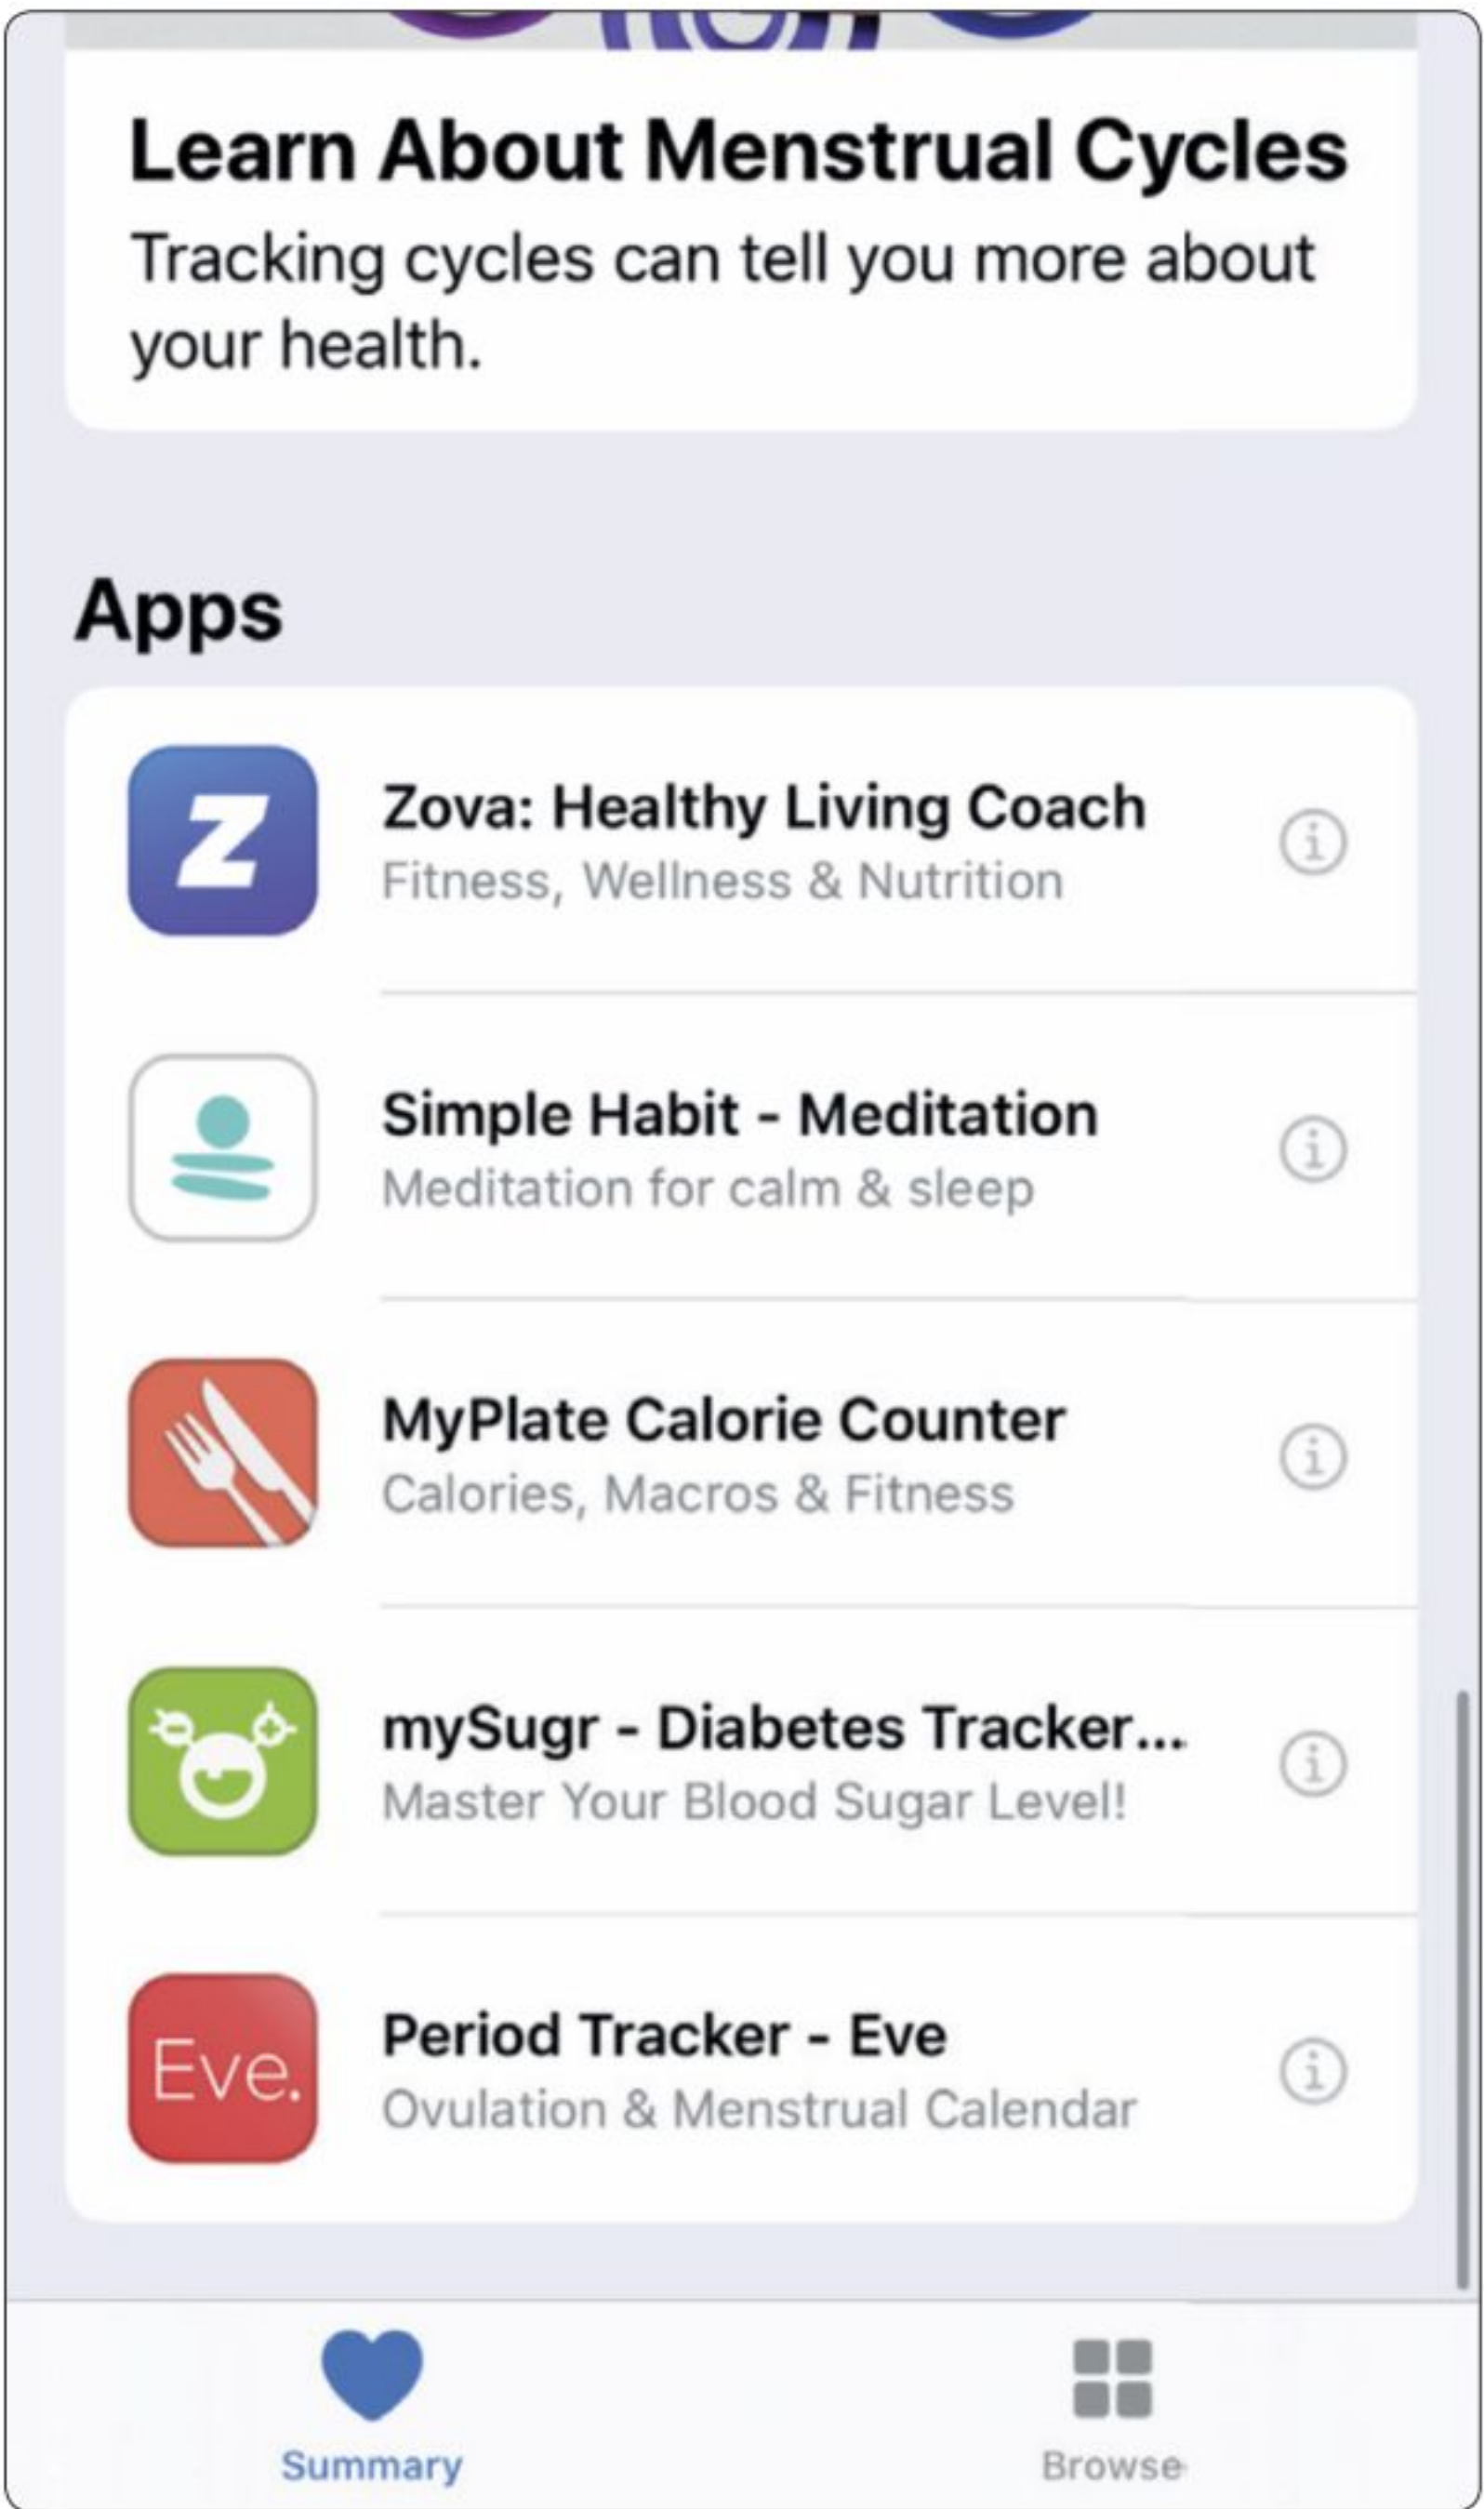 Learn About Menstrual Cycles
Tracking cycles can tell you more about
your health.
Apps
Z
Zova: Healthy Living Coach
Fitness, Wellness & Nutrition
Simple Habit - Meditation
Meditation for calm & sleep
MyPlate Calorie Counter
Calories, Macros & Fitness
mySugr - Diabetes Tracker...
Master Your Blood Sugar Level!
Eve.
Period Tracker - Eve
Ovulation & Menstrual Calendar
Summary
Browse